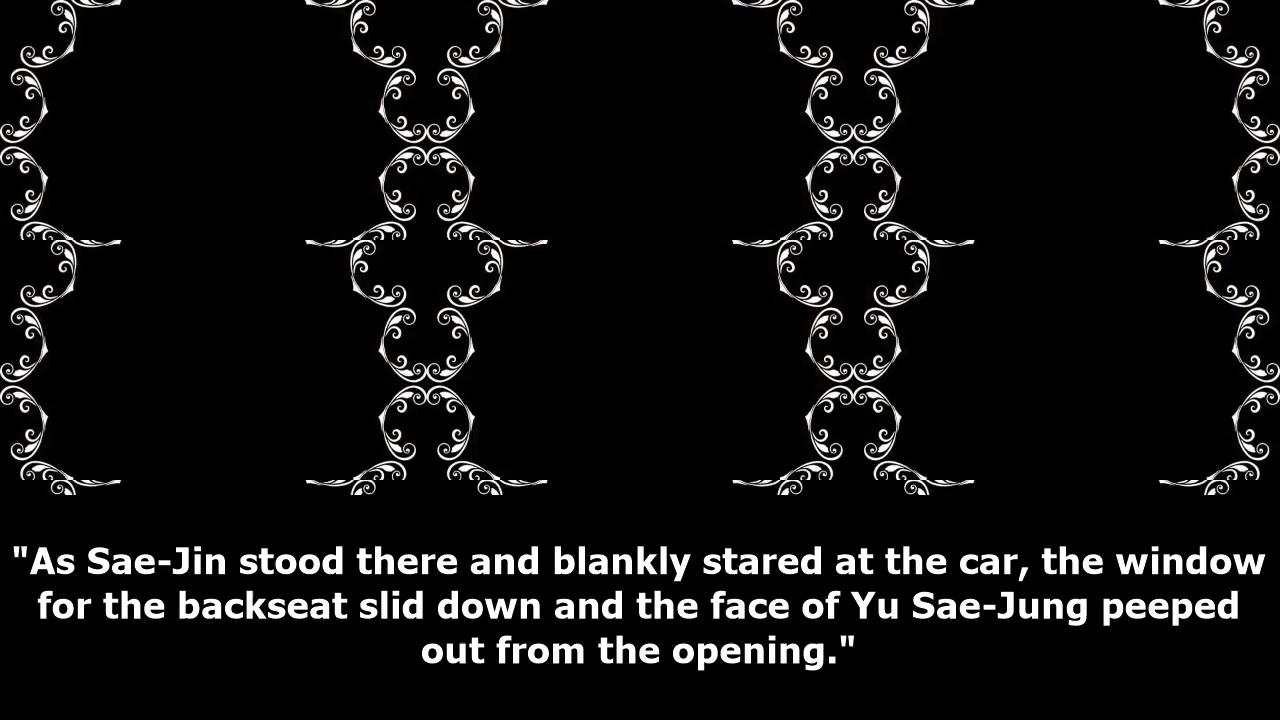 "As Sae-Jin stood there and blankly stared at the car, the window
for the backseat slid down and the face of Yu Sae-Jung peeped
out from the opening."